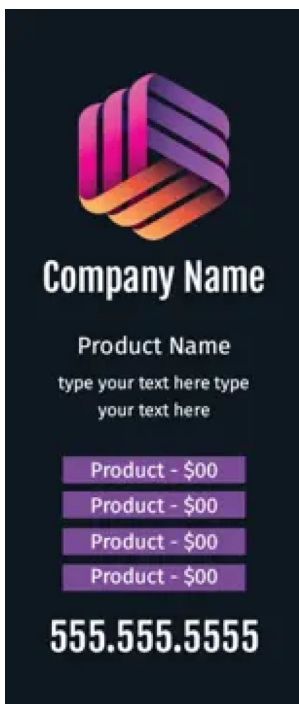 Company Name
Product Name
type your text here type
your text here
Product - $00
Product - $00
Product - $00
Product - $00
555.555.5555